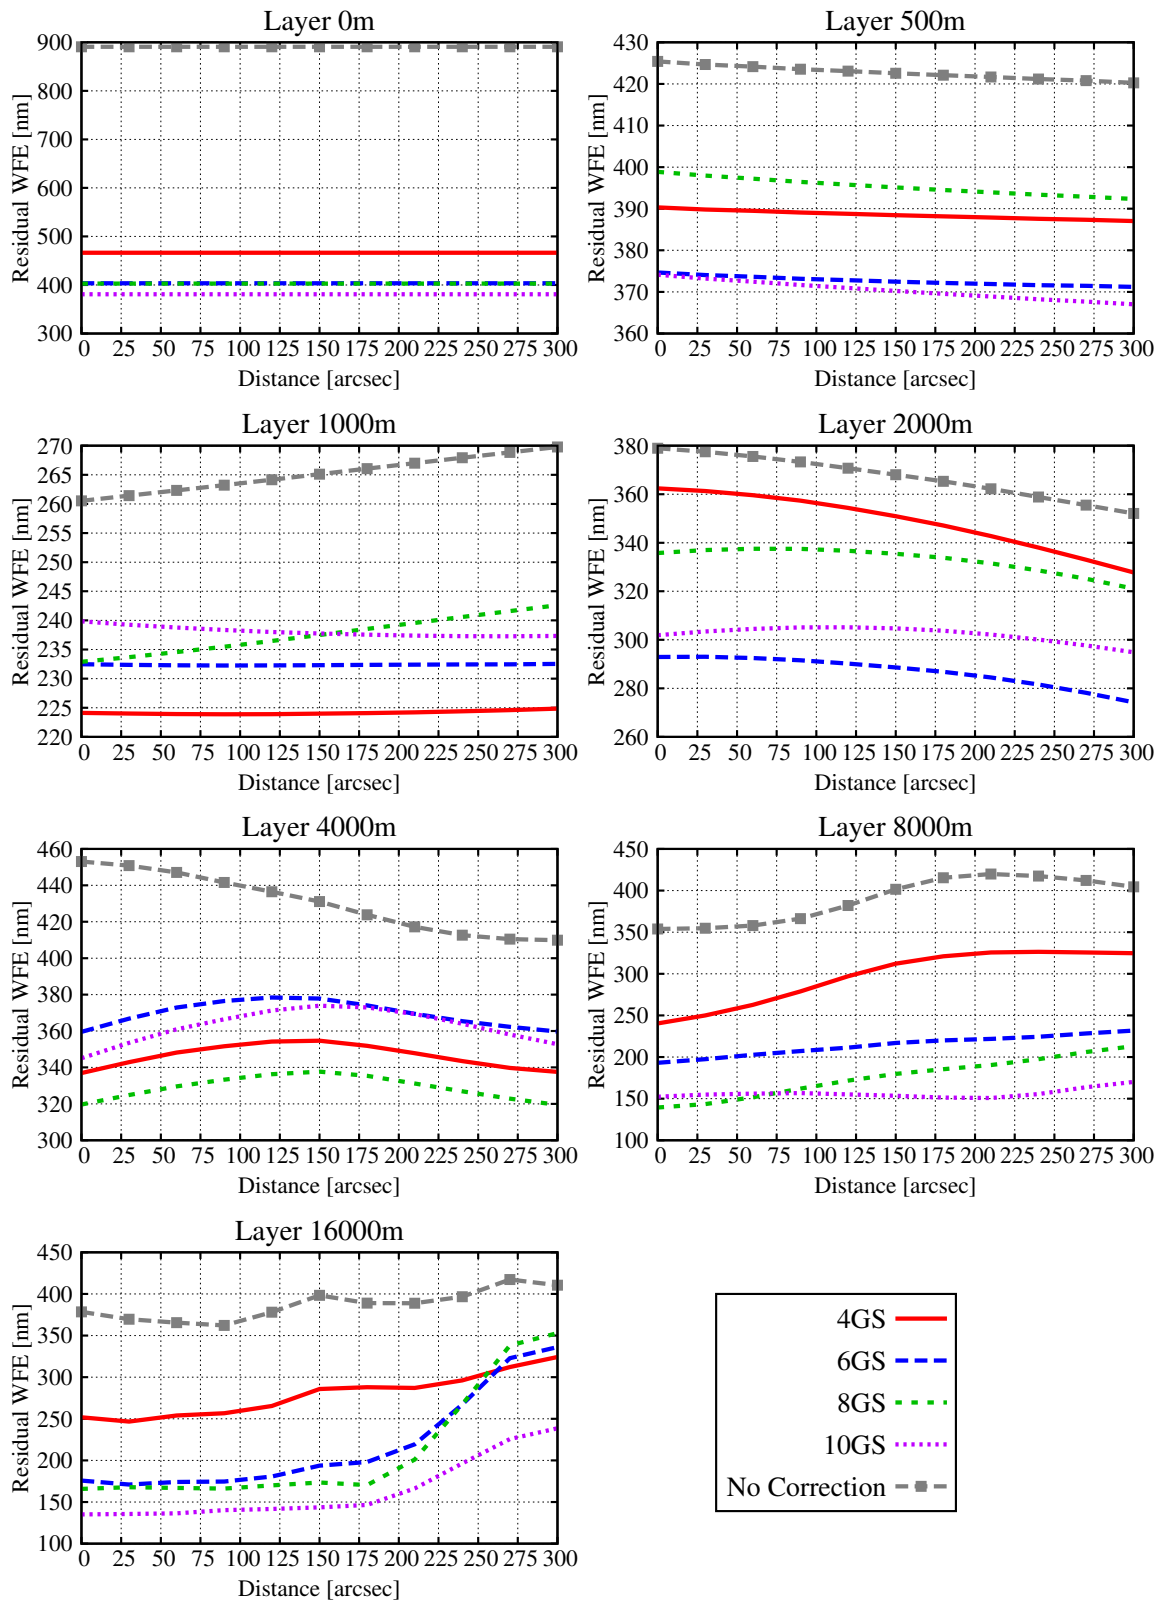 Layer 0m
Residual WFE [nm]
900
800
700
600
500
400
300
0 25 50 75 100 125 150 175 200 225 250 275 300
Distance [arcsec]
Layer 500m
Residual WFE [nm]
430
420
410
400
390
380
370
360
0 25 50 75 100 125 150 175 200 225 250 275 300
Distance [arcsec]
Layer 1000m
Residual WFE [nm]
270
265
260
255
250
245
240
235
230
225
220
0 25 50 75 100 125 150 175 200 225 250 275 300
Distance [arcsec]
Layer 2000m
Residual WFE [nm]
380
360
340
320
300
280
260
0 25 50 75 100 125 150 175 200 225 250 275 300
Distance [arcsec]
Layer 4000m
Residual WFE [nm]
460
440
420
400
380
360
340
320
300
0 25 50 75 100 125 150 175 200 225 250 275 300
Distance [arcsec]
Layer 8000m
Residual WFE [nm]
450
400
350
300
250
200
150
100
0 25 50 75 100 125 150 175 200 225 250 275 300
Distance [arcsec]
Layer 16000m
Residual WFE [nm]
450
400
350
300
250
200
150
100
0 25 50 75 100 125 150 175 200 225 250 275 300
Distance [arcsec]
4GS
6GS
8GS
10GS
No Correction